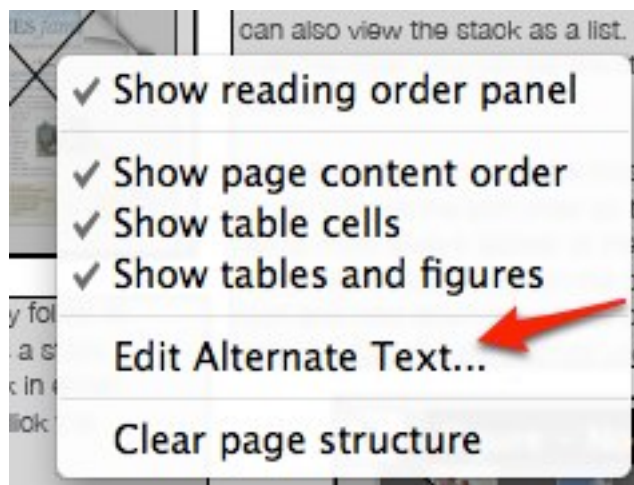 can also view the stack as a list.
Show reading order panel
Show page content order
Show table cells
Show tables and figures
Edit Alternate Text...
Clear page structure